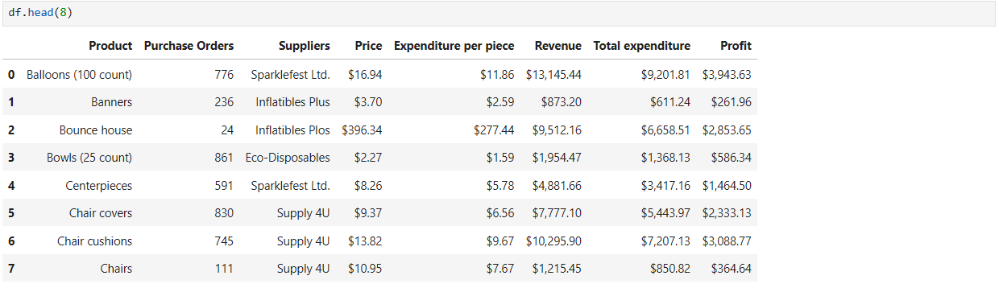 df.head(8)
Product Purchase Orders Suppliers Price Expenditure per piece Revenue Total expenditure Profit
0 Balloons (100 count) 776 Sparklefest Ltd. $16.94 $11.86 $13,145.44 $9,201.81 $3,943.63
1 Banners 236 Inflatibles Plus $3.70 $2.59 $873.20 $611.24 $261.96
2 Bounce house 24 Inflatibles Plos $396.34 $277.44 $9,512.16 $6,658.51 $2,853.65
3 Bowls (25 count) 861 Eco-Disposables $2.27 $1.59 $1,954.47 $1,368.13 $586.34
4 Centerpieces 591 Sparklefest Ltd. $8.26 $5.78 $4,881.66 $3,417.16 $1,464.50
5 Chair covers 830 Supply 4U $9.37 $6.56 $7,777.10 $5,443.97 $2,333.13
6 Chair cushions 745 Supply 4U $13.82 $9.67 $10,295.90 $7,207.13 $3,088.77
7 Chairs 111 Supply 4U $10.95 $7.67 $1,215.45 $850.82 $364.64